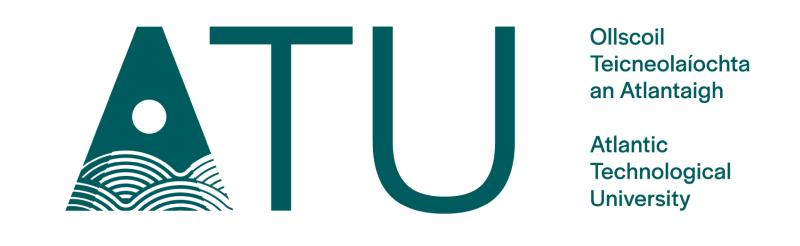 ATU
Ollscoil
Teicneolaíochta
an Atlantaigh
Atlantic
Technological
University